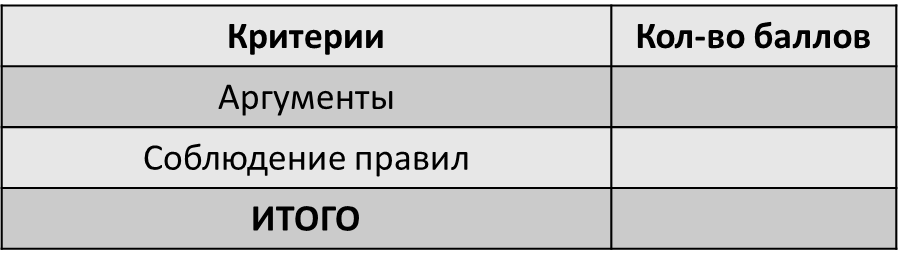 Критерии Кол-во баллов
Аргументы
Соблюдение правил
ИТОГО